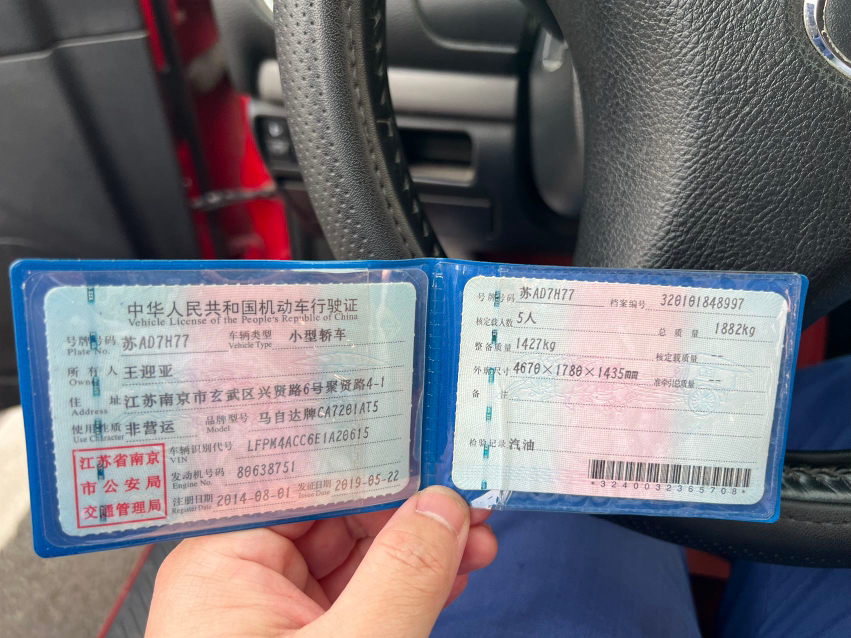 中华人民共和国机动车行驶证
Vehicle License of the People's Republic of China
号牌号码 苏AD7H77 车辆类型 小型轿车
Plate No. Vehicle Type
所有人 王迎亚
Owner
住址 江苏南京市玄武区兴贤路6号聚贤路4-1
Address
使用性质 非营运 品牌型号 马自达牌CA7201AT5
Use Character Model
江苏省南京
市公安局
交通管理局
车辆识别代号 LFPM4ACC6E1A20615
VIN
发动机号码 80638751
Engine No.
注册日期 2014-08-01 发证日期 2019-05-22
Register Date Issue Date
号牌号码 苏AD7H77 档案编号 320101848997
核定载人数 5人 总质量 1882kg
整备质量 1427kg 核定载质量 --
外廓尺寸 4670×1780×1435mm 准牵引总质量 --
备注
检验记录 汽油
*3240032365708*